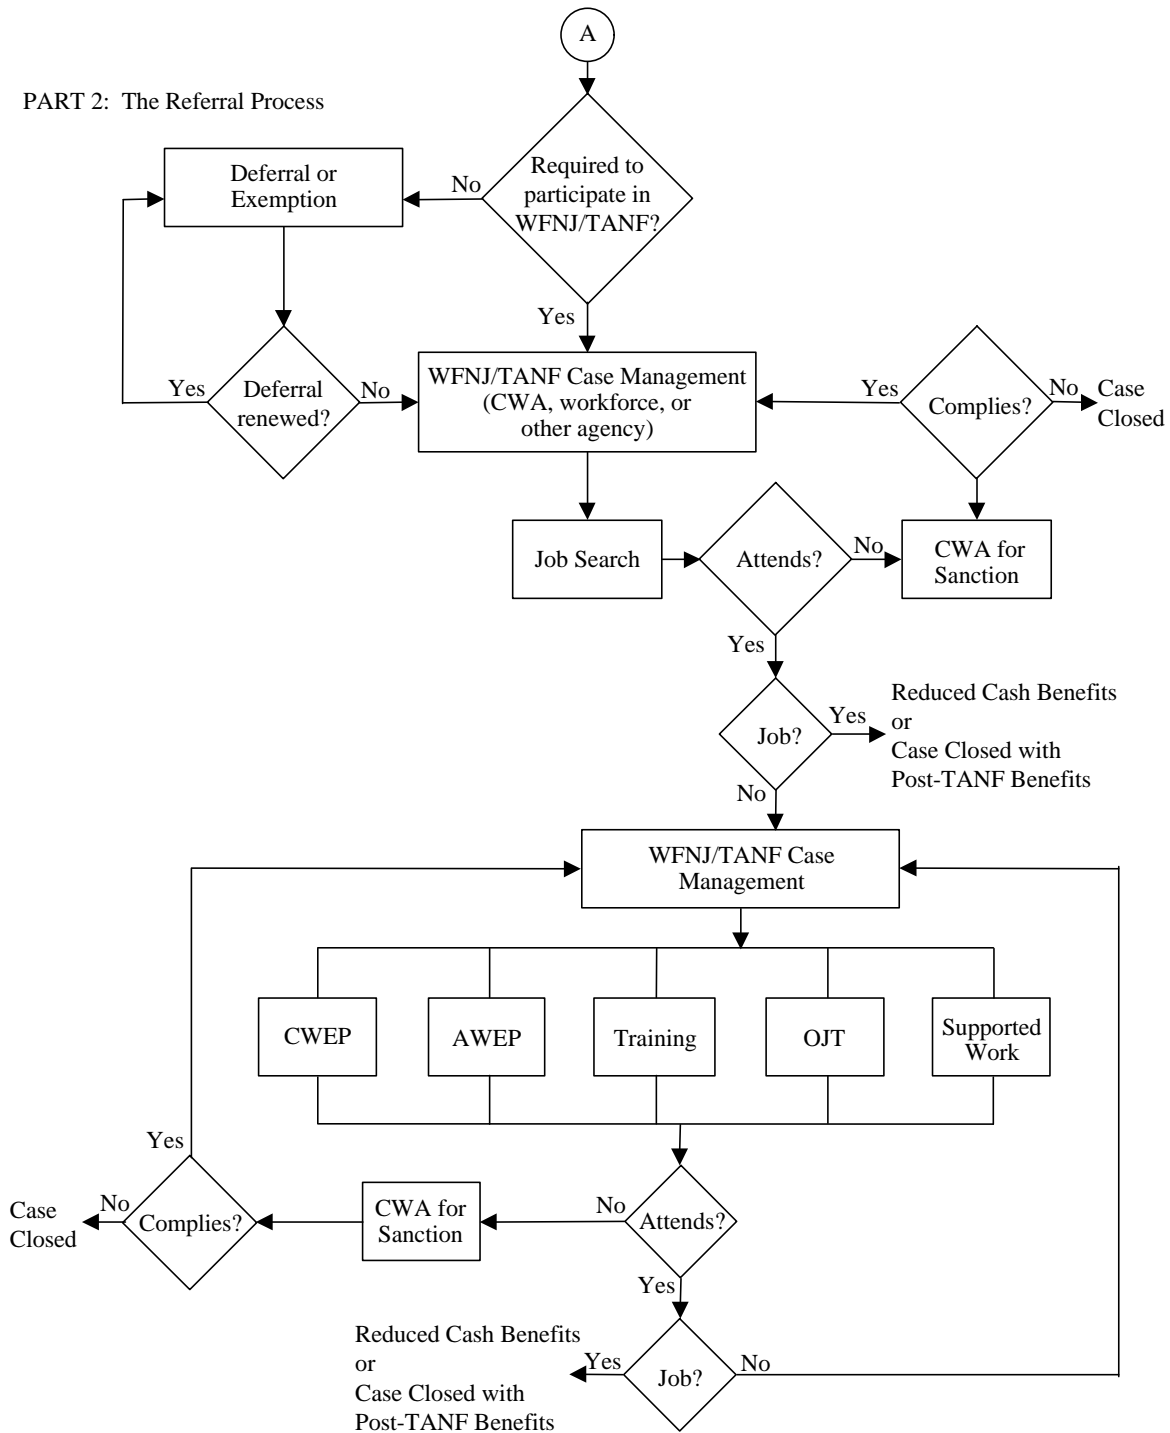 A
PART 2:  The Referral Process
Required to
participate in
WFNJ/TANF?
No
Deferral or
Exemption
Yes
Deferral
renewed?
Yes
No
WFNJ/TANF Case Management
(CWA, workforce, or
other agency)
Yes
Complies?
No
Case
Closed
Job Search
Attends?
No
CWA for
Sanction
Yes
Job?
Yes
Reduced Cash Benefits
or
Case Closed with
Post-TANF Benefits
No
WFNJ/TANF Case
Management
CWEP
AWEP
Training
OJT
Supported
Work
Yes
Case
Closed
No
Complies?
CWA for
Sanction
No
Attends?
Yes
Reduced Cash Benefits
or
Case Closed with
Post-TANF Benefits
Yes
Job?
No